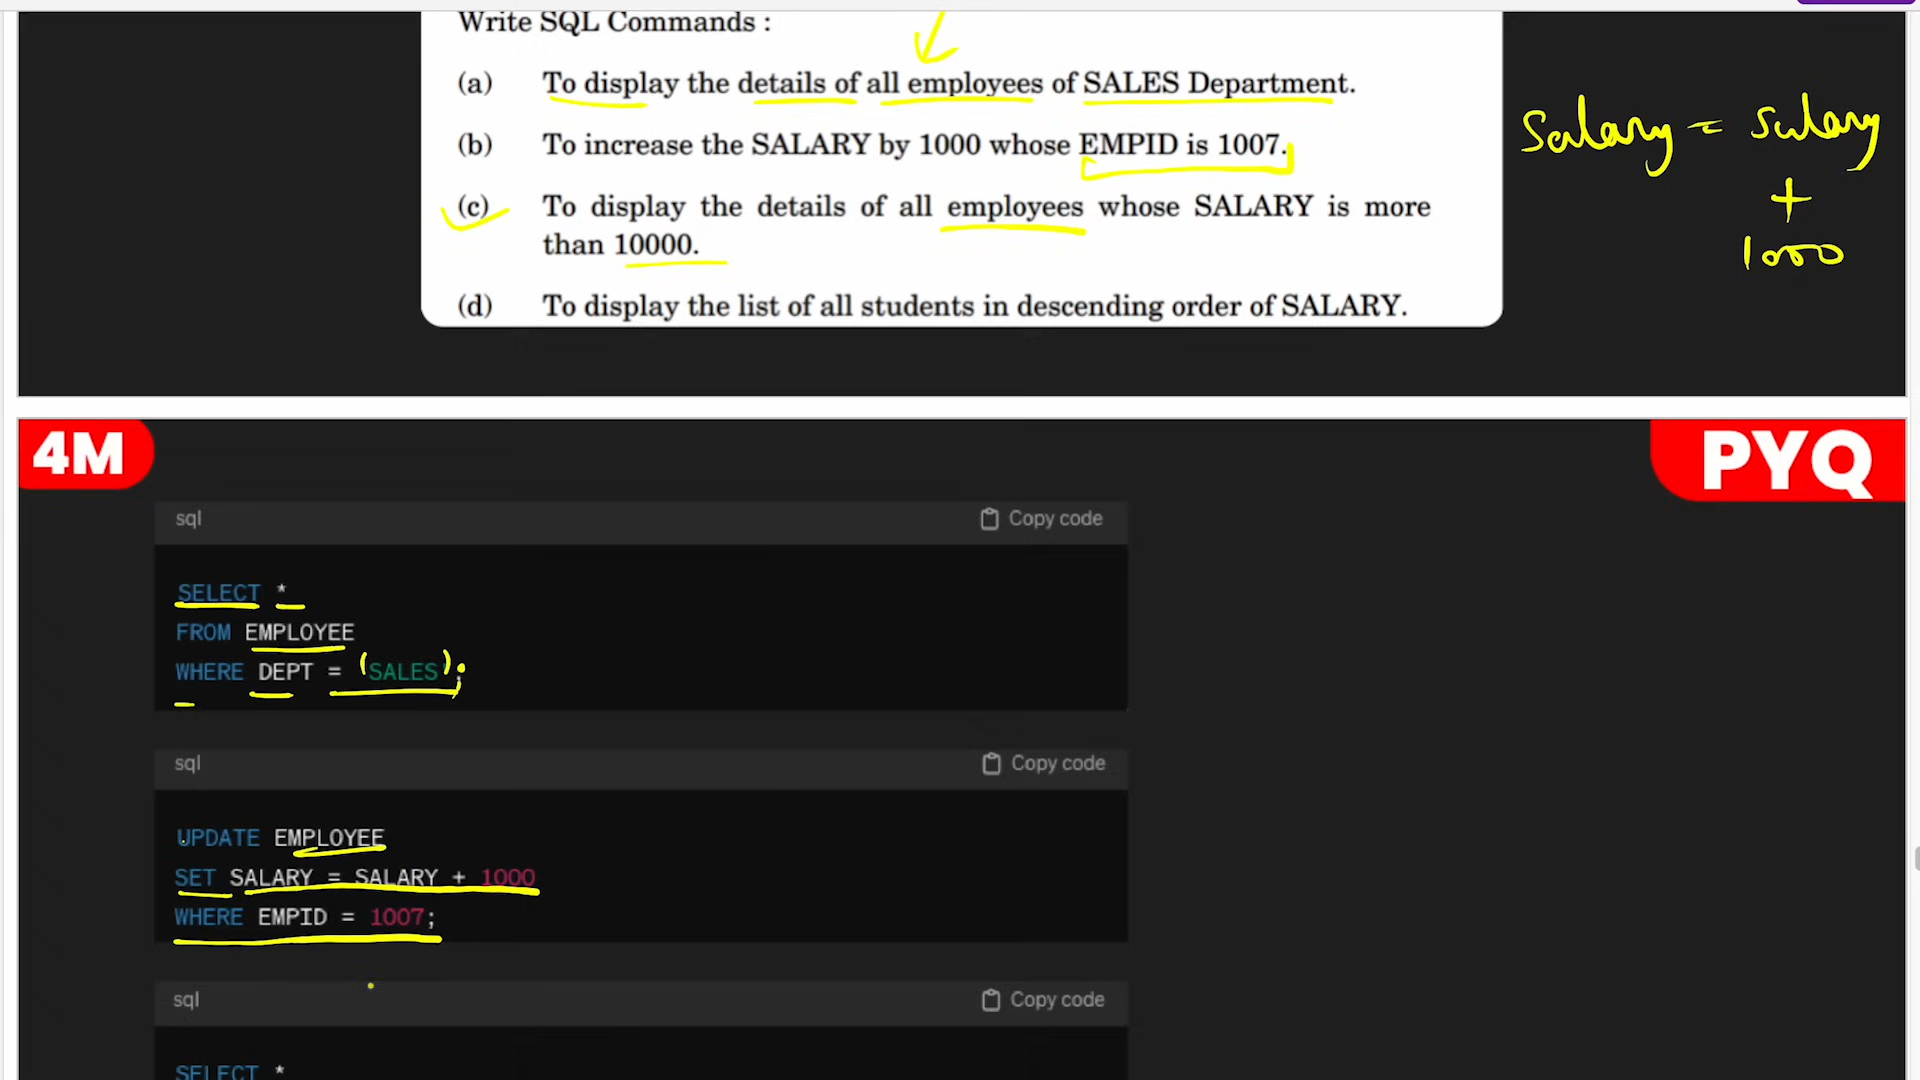 Write SQL Commands :
(a) To display the details of all employees of SALES Department.
(b) To increase the SALARY by 1000 whose EMPID is 1007.
(c) To display the details of all employees whose SALARY is more
than 10000.
(d) To display the list of all students in descending order of SALARY.
Salary = Salary
+
1000
4M
PYQ
sql Copy code
SELECT *
FROM EMPLOYEE
WHERE DEPT = 'SALES';
sql Copy code
UPDATE EMPLOYEE
SET SALARY = SALARY + 1000
WHERE EMPID = 1007;
sql Copy code
SELECT *